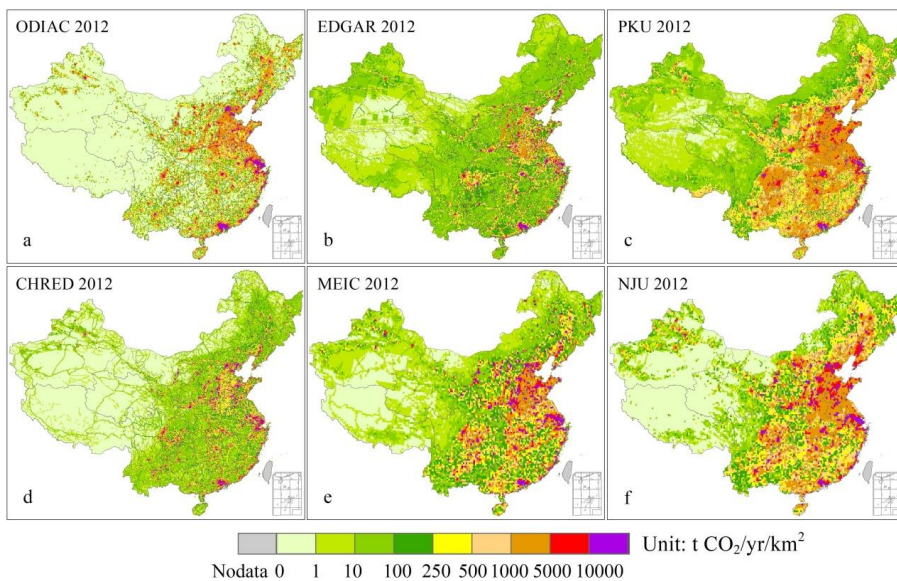 ODIAC 2012
EDGAR 2012
PKU 2012
a
b
c
CHRED 2012
MEIC 2012
NJU 2012
d
e
f
Unit: t CO₂/yr/km²
Nodata 0 1 10 100 250 500 1000 5000 10000